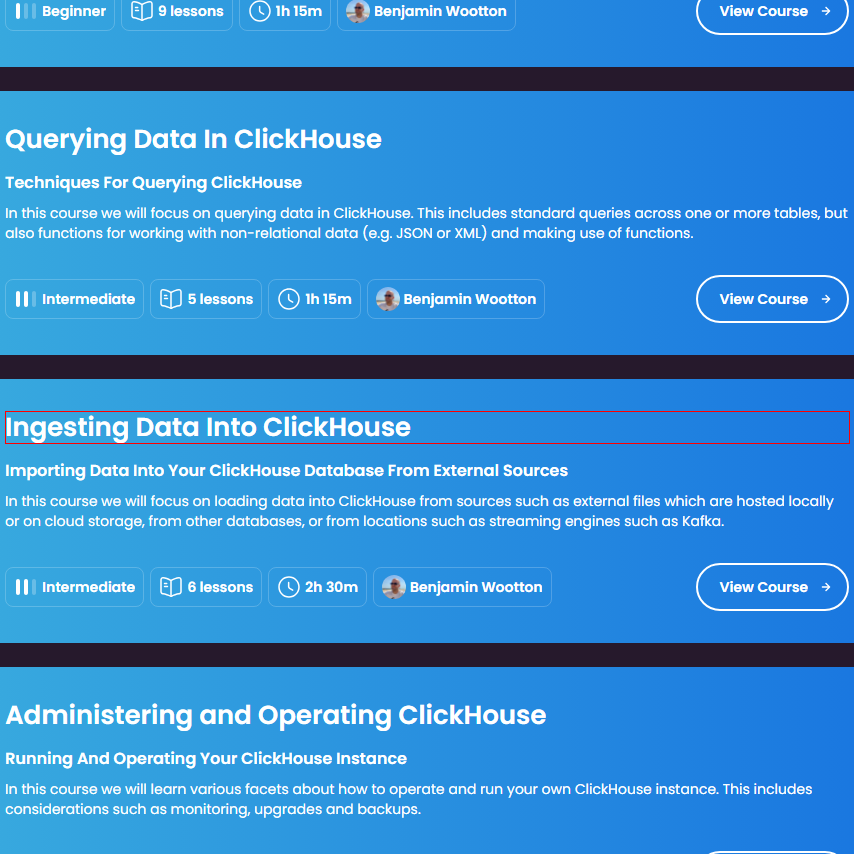 Beginner 9 lessons 1h 15m Benjamin Wootton View Course
Querying Data In ClickHouse
Techniques For Querying ClickHouse
In this course we will focus on querying data in ClickHouse. This includes standard queries across one or more tables, but
also functions for working with non-relational data (e.g. JSON or XML) and making use of functions.
Intermediate 5 lessons 1h 15m Benjamin Wootton View Course
Ingesting Data Into ClickHouse
Importing Data Into Your ClickHouse Database From External Sources
In this course we will focus on loading data into ClickHouse from sources such as external files which are hosted locally
or on cloud storage, from other databases, or from locations such as streaming engines such as Kafka.
Intermediate 6 lessons 2h 30m Benjamin Wootton View Course
Administering and Operating ClickHouse
Running And Operating Your ClickHouse Instance
In this course we will learn various facets about how to operate and run your own ClickHouse instance. This includes
considerations such as monitoring, upgrades and backups.